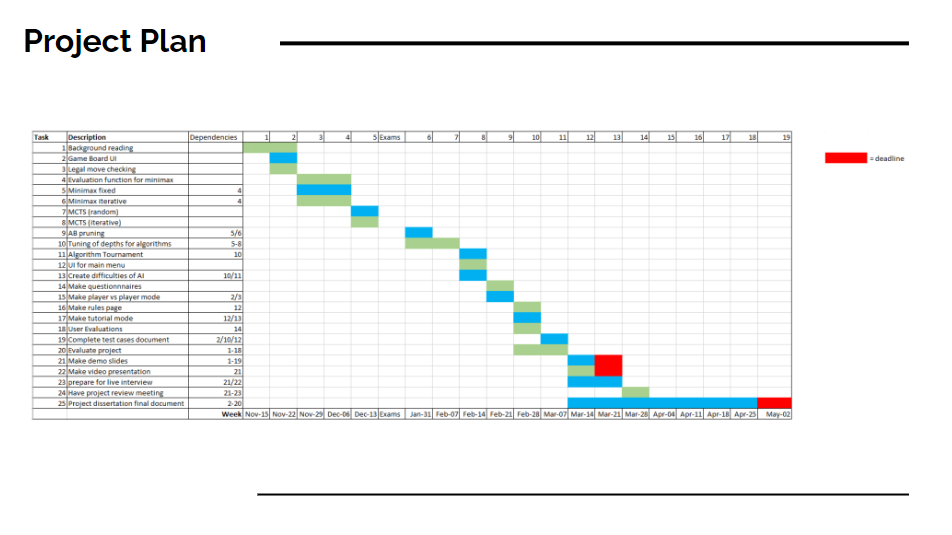 Project Plan
Task Description Dependencies 1 2 3 4 5 Exams 6 7 8 9 10 11 12 13 14 15 16 17 18 19
1 Background reading
2 Game Board UI
3 Legal move checking
4 Evaluation function for minimax
5 Minimax fixed 4
6 Minimax iterative 4
7 MCTS (random)
8 MCTS (iterative)
9 AB pruning 5/6
10 Tuning of depths for algorithms 5-8
11 Algorithm Tournament 10
12 UI for main menu
13 Create difficulties of AI 10/11
14 Make questionnnaires
15 Make player vs player mode 2/3
16 Make rules page 12
17 Make tutorial mode 12/13
18 User Evaluations 14
19 Complete test cases document 2/10/12
20 Evaluate project 1-18
21 Make demo slides 1-19
22 Make video presentation 21
23 prepare for live interview 21/22
24 Have project review meeting 21-23
25 Project dissertation final document 2-20
Week Nov-15 Nov-22 Nov-29 Dec-06 Dec-13 Exams Jan-31 Feb-07 Feb-14 Feb-21 Feb-28 Mar-07 Mar-14 Mar-21 Mar-28 Apr-04 Apr-11 Apr-18 Apr-25 May-02
= deadline